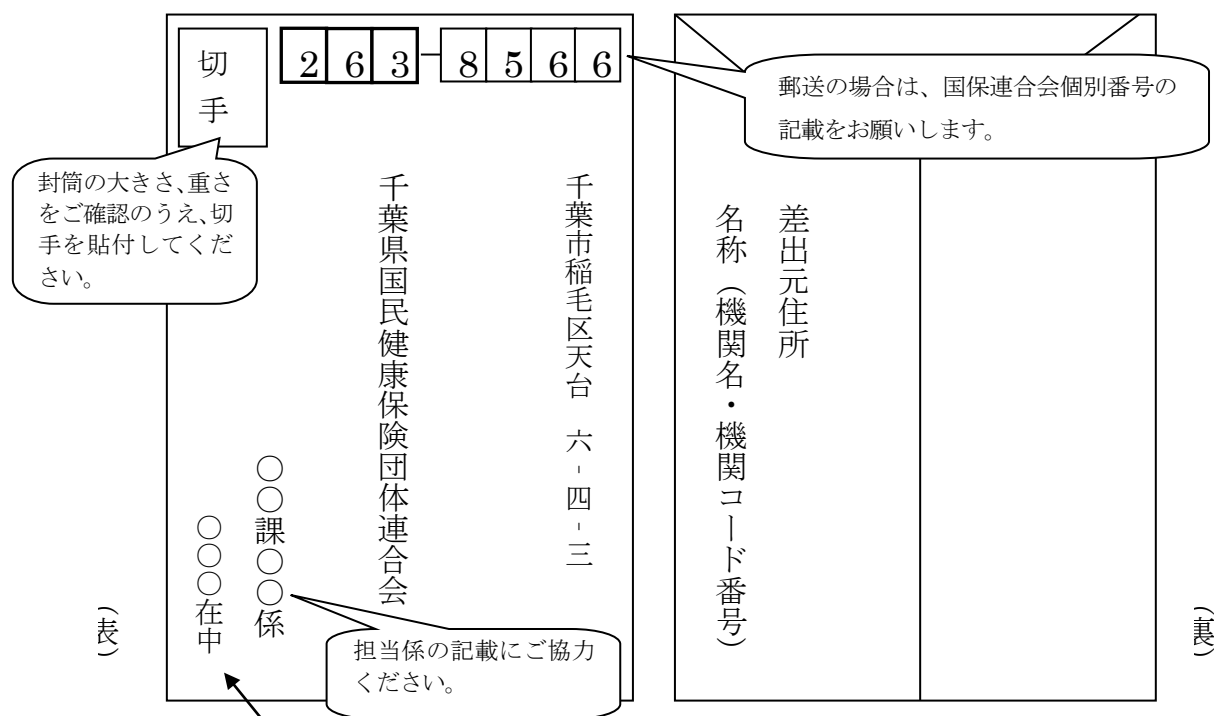 切
手
263-8566
郵送の場合は、国保連合会個別番号の
記載をお願いします。
封筒の大きさ、重さ
をご確認のうえ、切
手を貼付してくだ
さい。
千葉市稲毛区天台 六-四-三
千葉県国民健康保険団体連合会
○○課○○係
○○○在中
担当係の記載にご協力
ください。
(表)
差出元住所
名称(機関名・機関コード番号)
(裏)